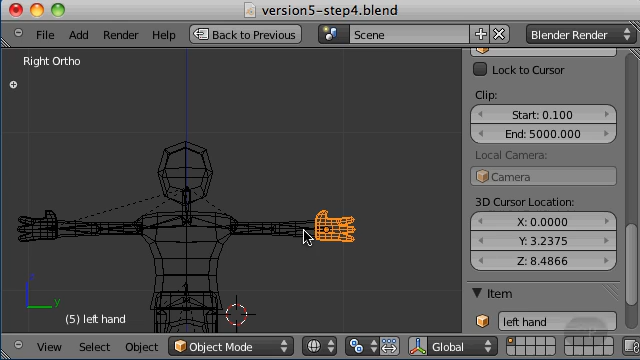 version5-step4.blend
File Add Render Help Back to Previous Scene Blender Render
Right Ortho
Lock to Cursor
Clip:
Start: 0.100
End: 5000.000
Local Camera:
Camera
3D Cursor Location:
X: 0.0000
Y: 3.2375
Z: 8.4866
Item
left hand
z
y
(5) left hand
View Select Object Object Mode Global